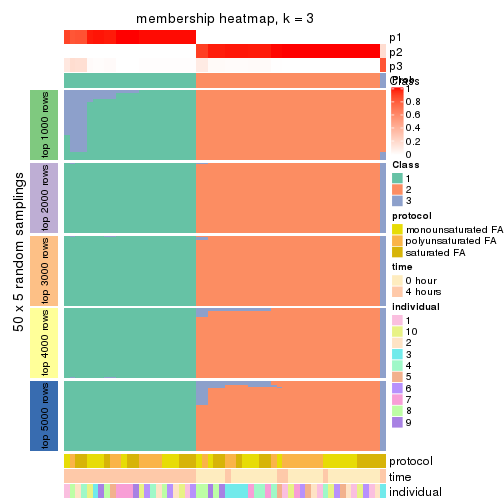 membership heatmap, k = 3
p1
p2
p3
Class
Prob
1
0.8
0.6
0.4
0.2
0
Class
1
2
3
protocol
monounsaturated FA
polyunsaturated FA
saturated FA
time
0 hour
4 hours
individual
1
10
2
3
4
5
6
7
8
9
50 x 5 random samplings
top 1000 rows
top 2000 rows
top 3000 rows
top 4000 rows
top 5000 rows
protocol
time
individual